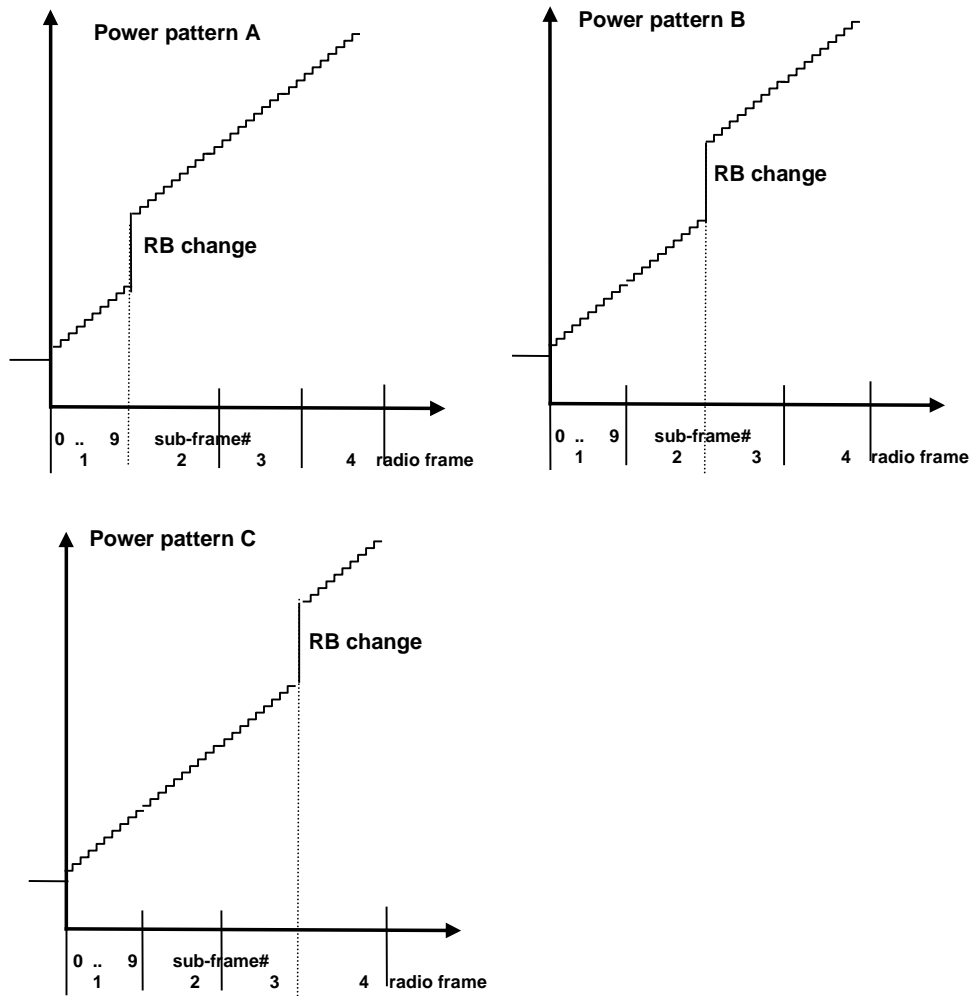 Power pattern A
RB change
0 .. 9 sub-frame#
1 2 3 4 radio frame
Power pattern B
RB change
0 .. 9 sub-frame#
1 2 3 4 radio frame
Power pattern C
RB change
0 .. 9 sub-frame#
1 2 3 4 radio frame